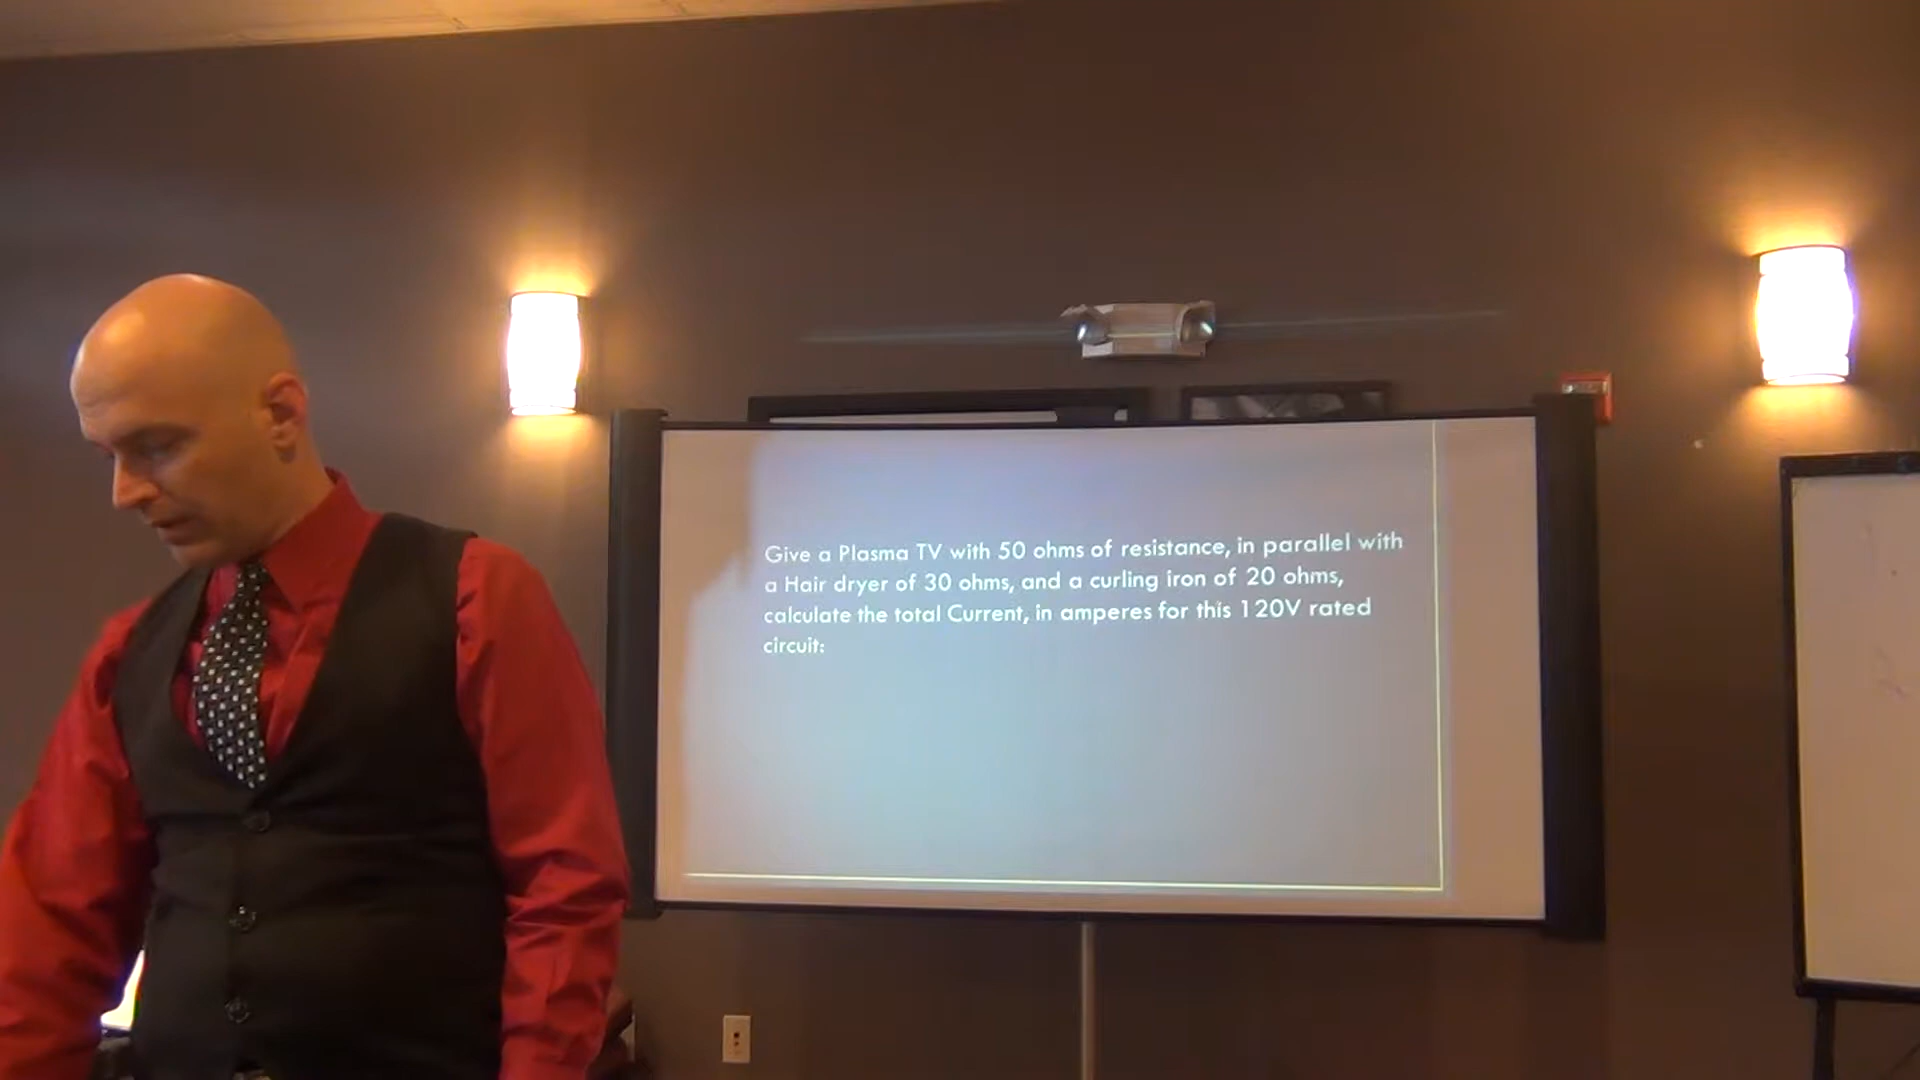 Give a Plasma TV with 50 ohms of resistance, in parallel with
a Hair dryer of 30 ohms, and a curling iron of 20 ohms,
calculate the total Current, in amperes for this 120V rated
circuit: